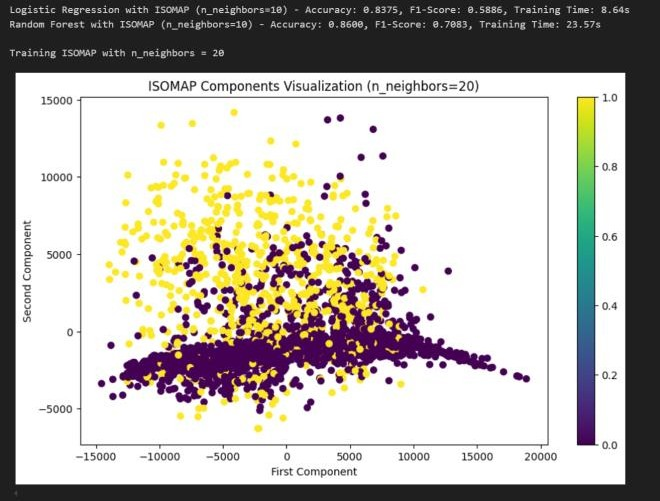 Logistic Regression with ISOMAP (n_neighbors=10) - Accuracy: 0.8375, F1-Score: 0.5886, Training Time: 8.64s
Random Forest with ISOMAP (n_neighbors=10) - Accuracy: 0.8600, F1-Score: 0.7083, Training Time: 23.57s
Training ISOMAP with n_neighbors = 20
ISOMAP Components Visualization (n_neighbors=20)
15000
10000
5000
0
−5000
Second Component
−15000 −10000 −5000 0 5000 10000 15000 20000
First Component
1.0
0.8
0.6
0.4
0.2
0.0